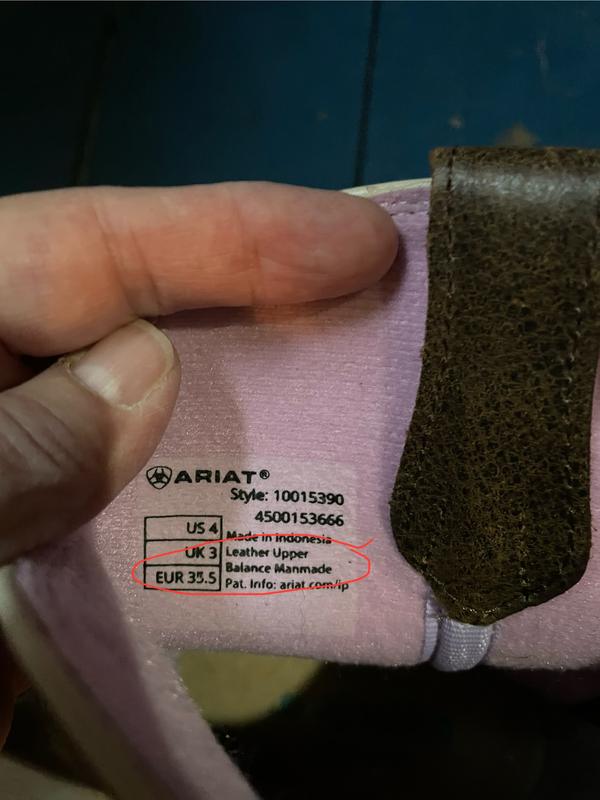 ARIAT®
Style: 10015390
4500153666
US 4
Made in Indonesia
UK 3
Leather Upper
Balance Manmade
EUR 35.5
Pat. Info: ariat.com/ip